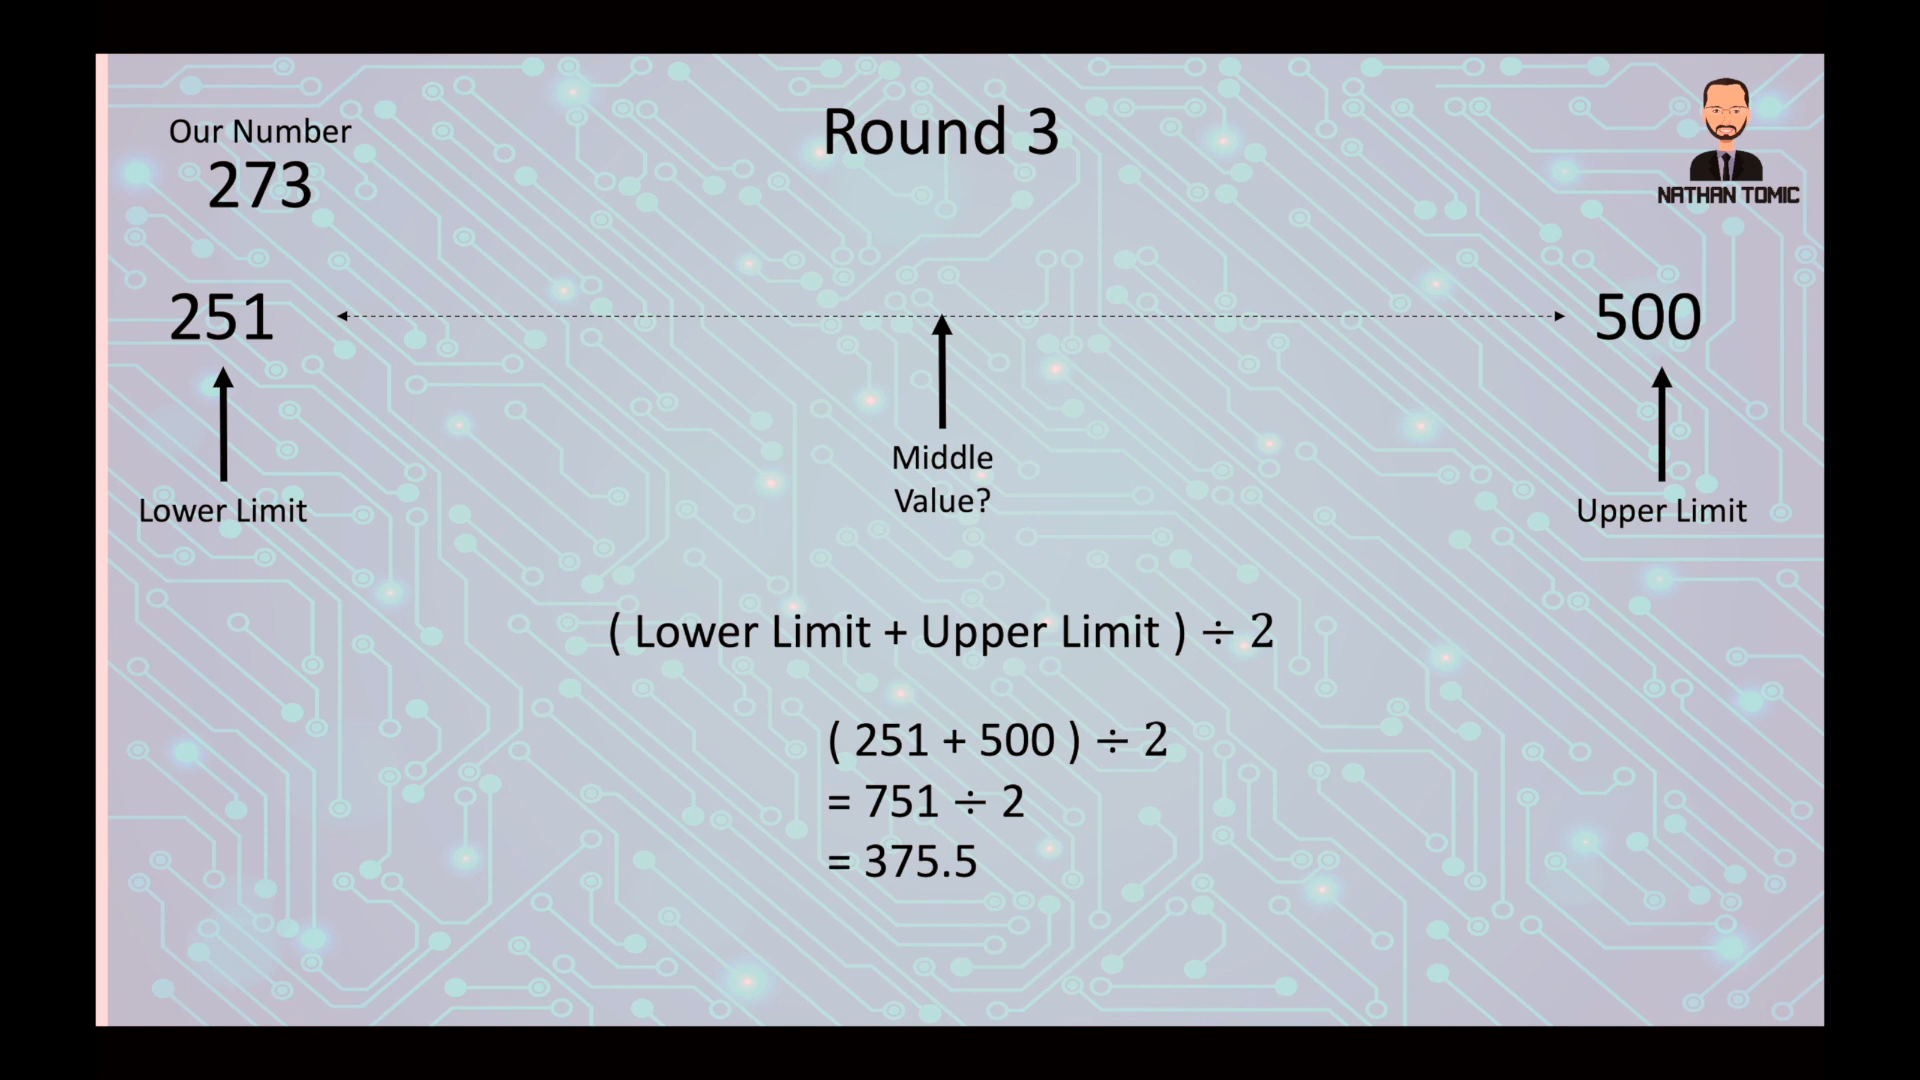 Round 3
Our Number
273
NATHAN TOMIC
251
500
Lower Limit
Middle
Value?
Upper Limit
( Lower Limit + Upper Limit ) ÷ 2
( 251 + 500 ) ÷ 2
= 751 ÷ 2
= 375.5